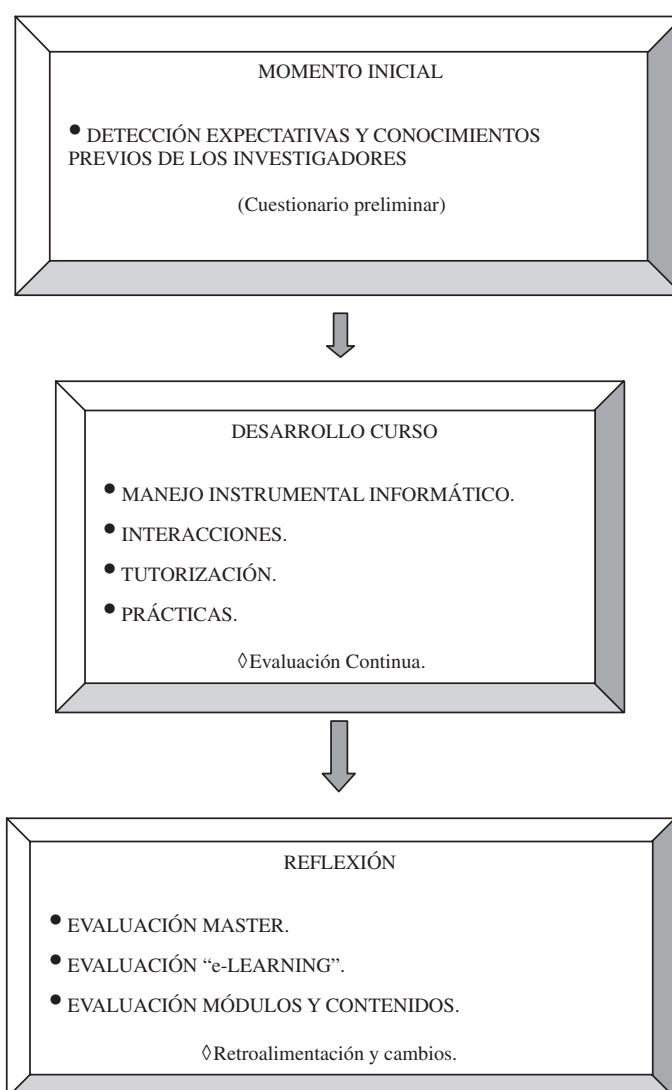 MOMENTO INICIAL
• DETECCIÓN EXPECTATIVAS Y CONOCIMIENTOS
PREVIOS DE LOS INVESTIGADORES
(Cuestionario preliminar)
DESARROLLO CURSO
• MANEJO INSTRUMENTAL INFORMÁTICO.
• INTERACCIONES.
• TUTORIZACIÓN.
• PRÁCTICAS.
◊Evaluación Continua.
REFLEXIÓN
• EVALUACIÓN MASTER.
• EVALUACIÓN “e-LEARNING”.
• EVALUACIÓN MÓDULOS Y CONTENIDOS.
◊Retroalimentación y cambios.